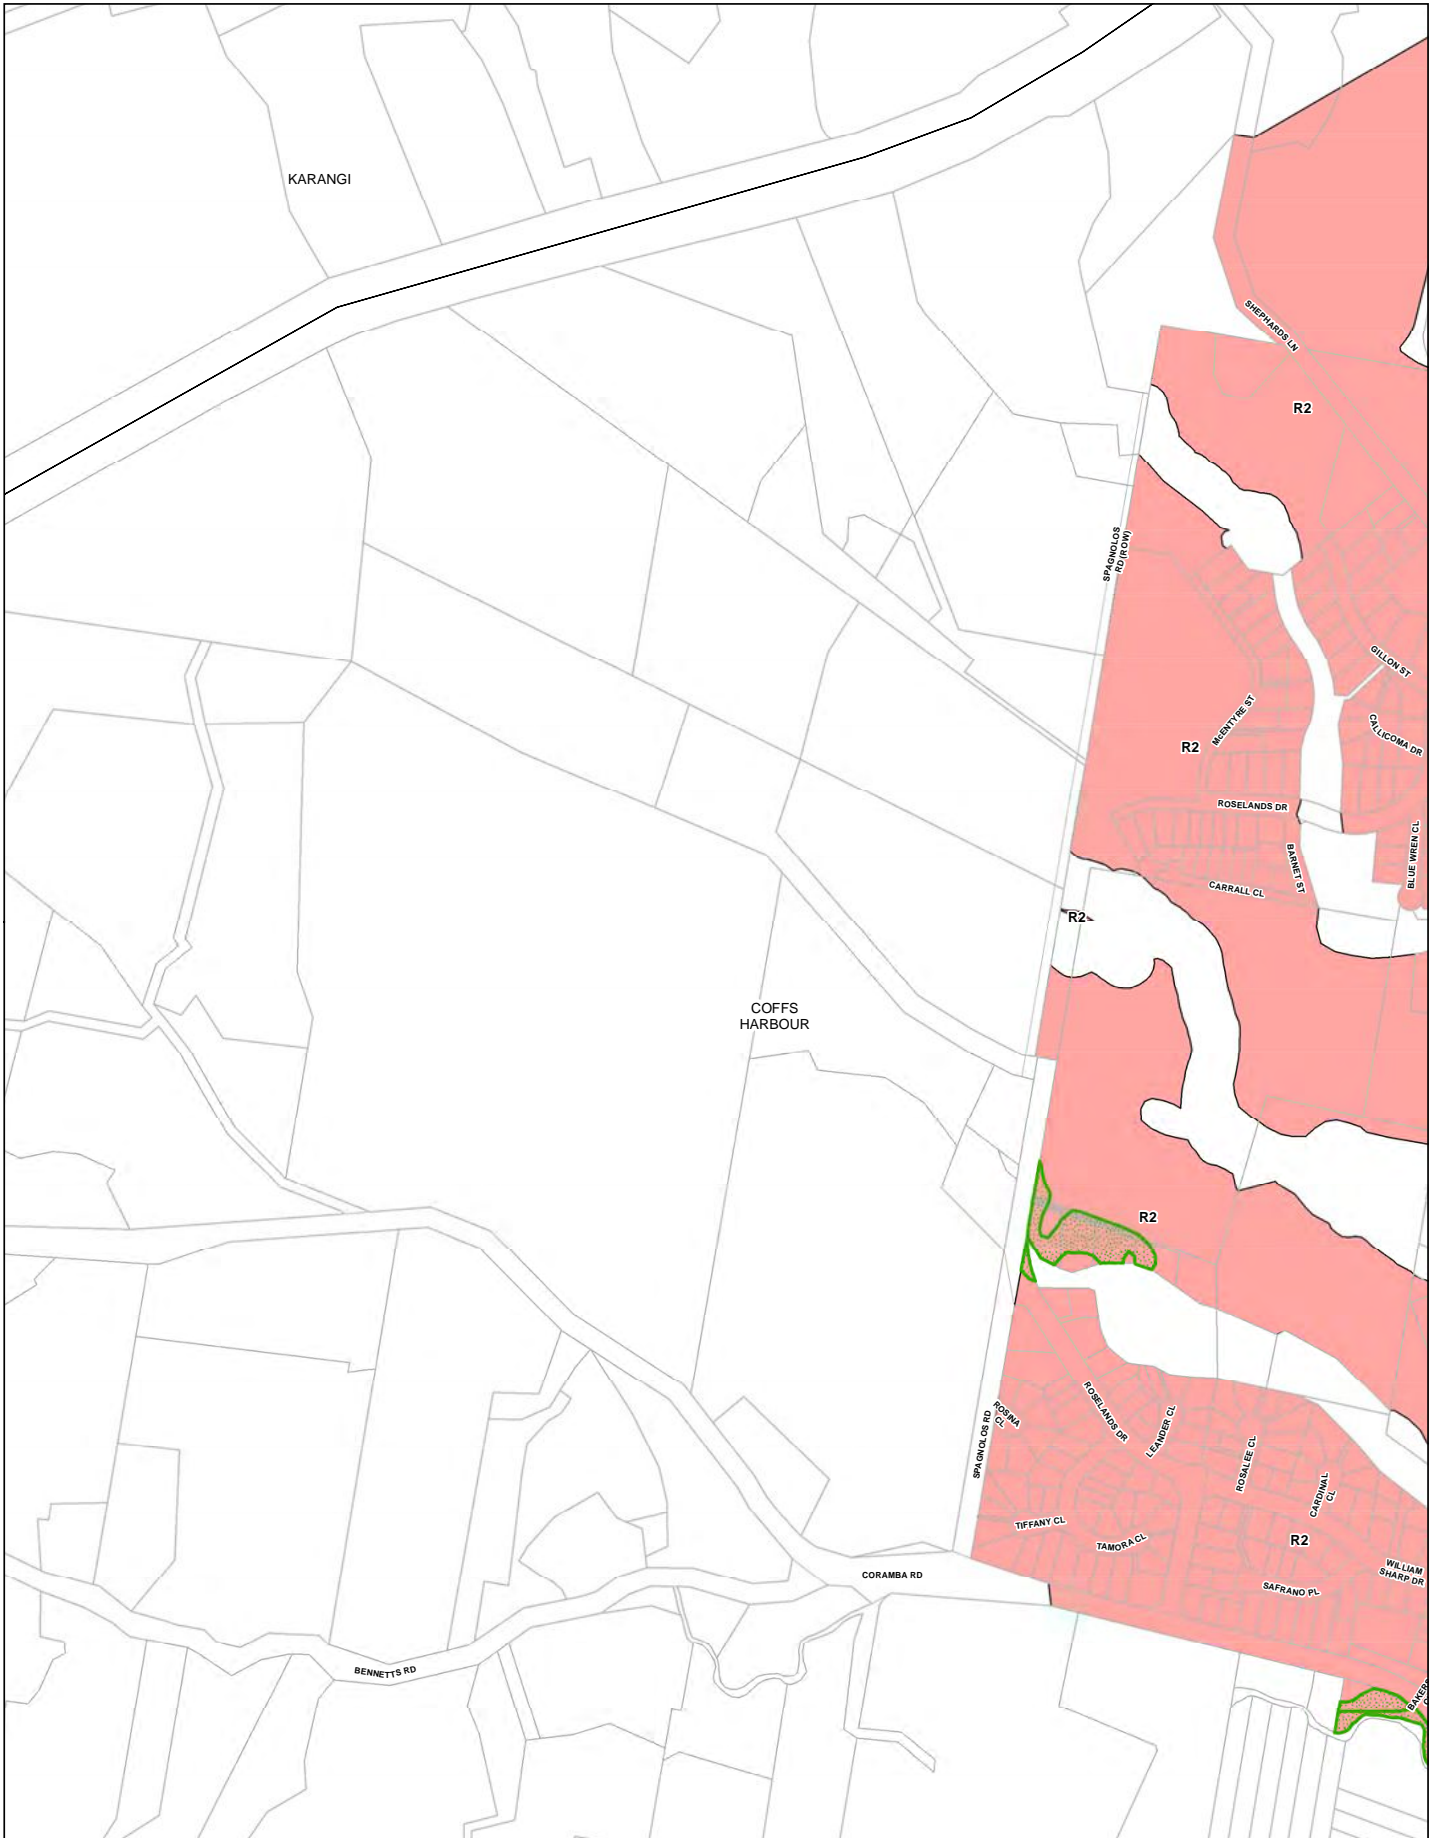 KARANGI
SHEPHARDS LN
R2
SPAGNOLOS
RD (ROW)
GILLON ST
McENTYRE ST
CALLICOMA DR
R2
ROSELANDS DR
BLUE WREN CL
BARNET ST
CARRALL CL
R2
COFFS
HARBOUR
R2
ROSINA
CL
ROSELANDS DR
LEANDER CL
SPAGNOLOS RD
ROSALEE CL
CARDINAL
CL
TIFFANY CL
TAMORA CL
R2
WILLIAM
SHARP DR
CORAMBA RD
SAFRANO PL
BENNETTS RD